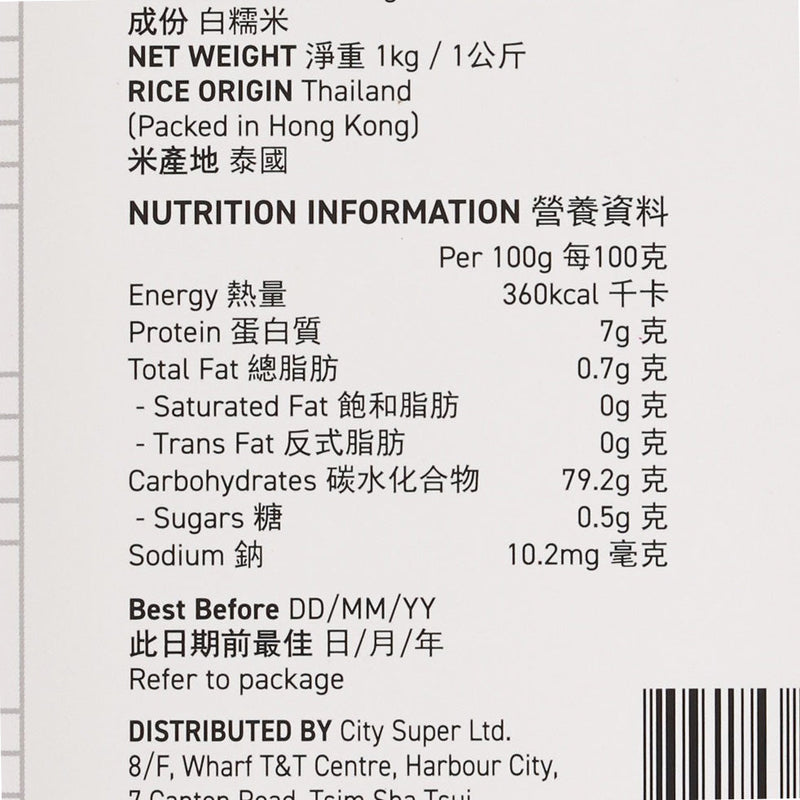 成份 白糯米
NET WEIGHT 淨重 1kg / 1公斤
RICE ORIGIN Thailand
(Packed in Hong Kong)
米產地 泰國
NUTRITION INFORMATION 營養資料
Per 100g 每100克
Energy 熱量 360kcal 千卡
Protein 蛋白質 7g 克
Total Fat 總脂肪 0.7g 克
- Saturated Fat 飽和脂肪 0g 克
- Trans Fat 反式脂肪 0g 克
Carbohydrates 碳水化合物 79.2g 克
- Sugars 糖 0.5g 克
Sodium 鈉 10.2mg 毫克
Best Before DD/MM/YY
此日期前最佳 日/月/年
Refer to package
DISTRIBUTED BY City Super Ltd.
8/F, Wharf T&T Centre, Harbour City,
7 Canton Road, Tsim Sha Tsui